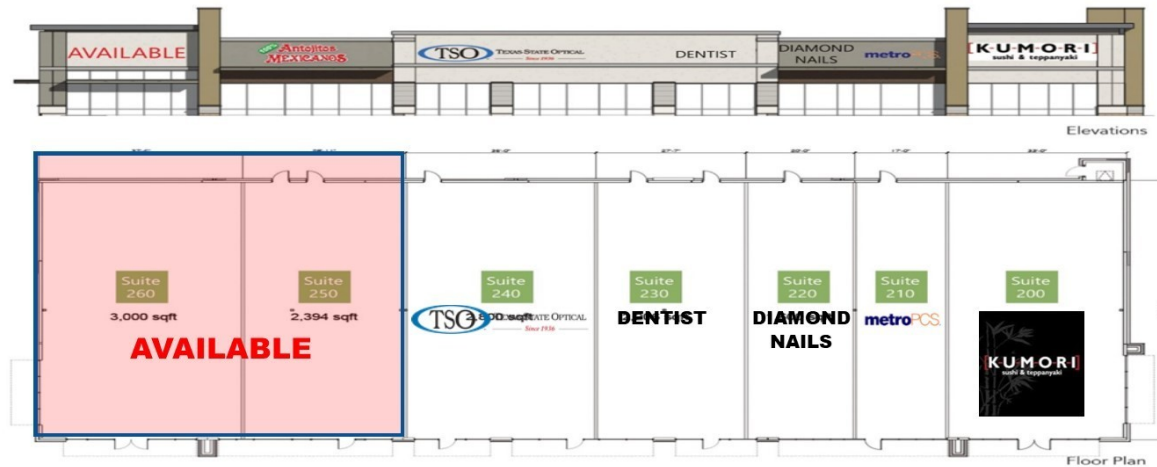 AVAILABLE
Antojitos
MEXICANOS
TSO TEXAS STATE OPTICAL
Since 1936
DENTIST
DIAMOND
NAILS
metroPCS
KUMORI
sushi & teppanyaki
Elevations
Suite
260
3,000 sqft
Suite
250
2,394 sqft
AVAILABLE
Suite
240
TSO TEXAS STATE OPTICAL
Since 1936
Suite
230
DENTIST
Suite
220
DIAMOND
NAILS
Suite
210
metroPCS
Suite
200
KUMORI
sushi & teppanyaki
Floor Plan